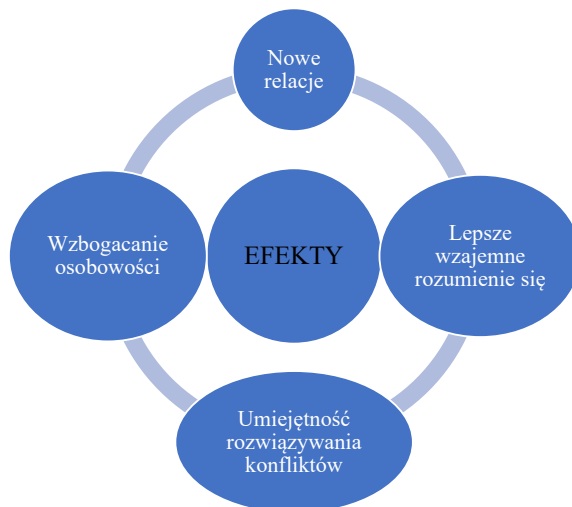 Nowe
relacje
Wzbogacanie
osobowości
EFEKTY
Lepsze
wzajemne
rozumienie się
Umiejętność
rozwiązywania
konfliktów